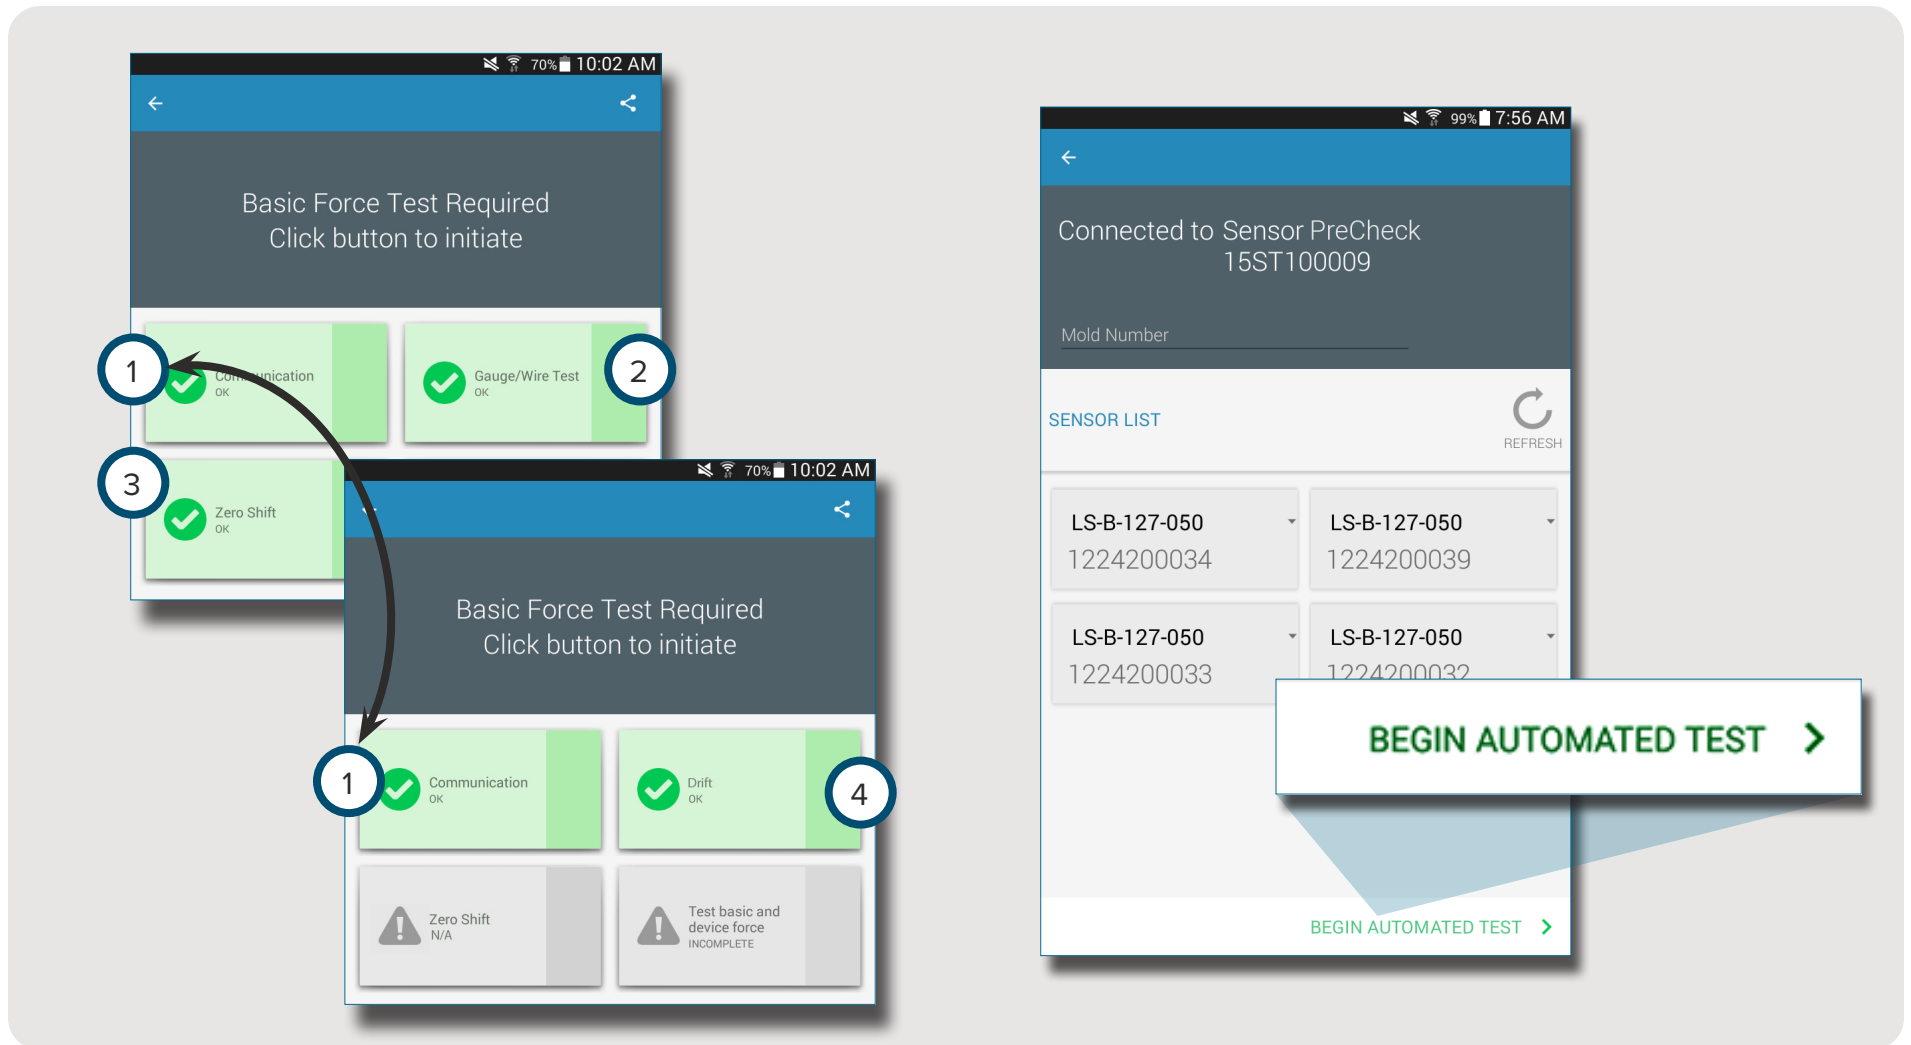 70% 10:02 AM
Basic Force Test Required
Click button to initiate
1
Communication
OK
Gauge/Wire Test
OK
2
3
Zero Shift
OK
70% 10:02 AM
Basic Force Test Required
Click button to initiate
1
Communication
OK
Drift
OK
4
Zero Shift
N/A
Test basic and
device force
INCOMPLETE
99% 7:56 AM
Connected to Sensor PreCheck
15ST100009
Mold Number
SENSOR LIST
REFRESH
LS-B-127-050
1224200034
LS-B-127-050
1224200039
LS-B-127-050
1224200033
LS-B-127-050
1224200032
BEGIN AUTOMATED TEST
BEGIN AUTOMATED TEST